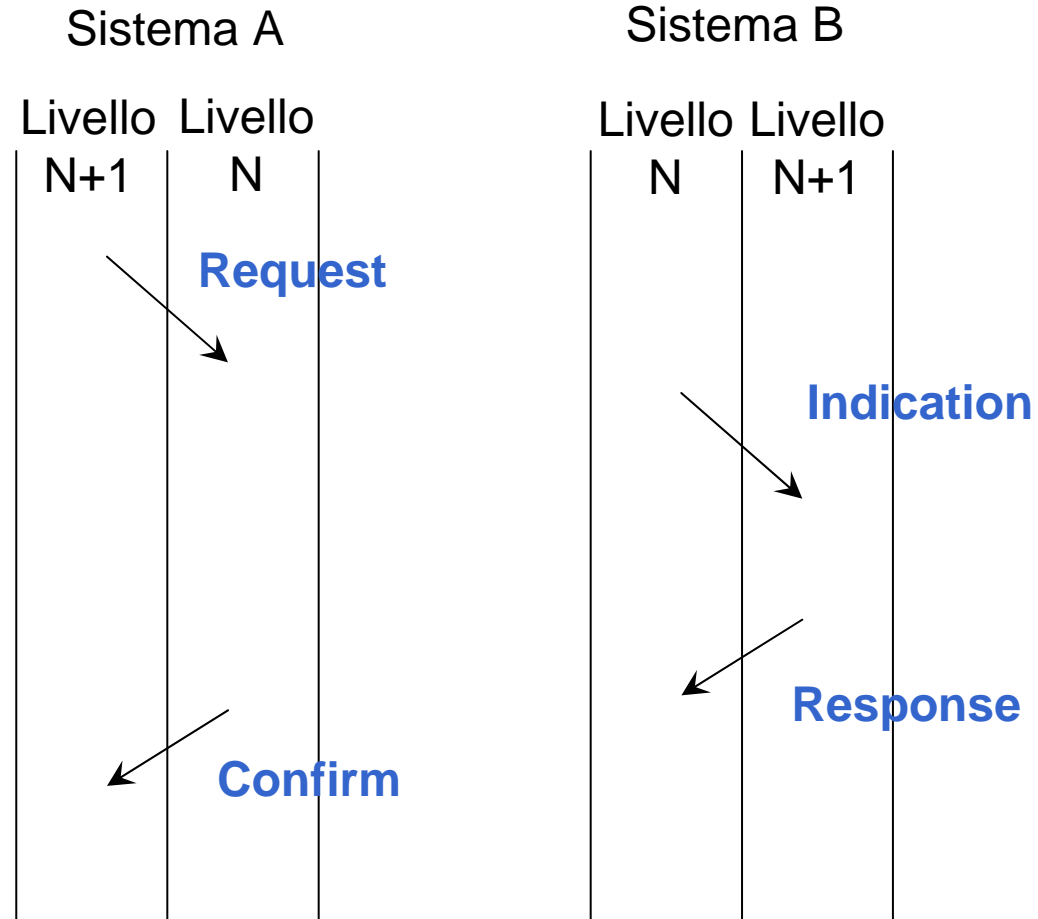 Sistema A
Sistema B
Livello Livello
N+1 N
Livello Livello
N N+1
Request
Indication
Response
Confirm